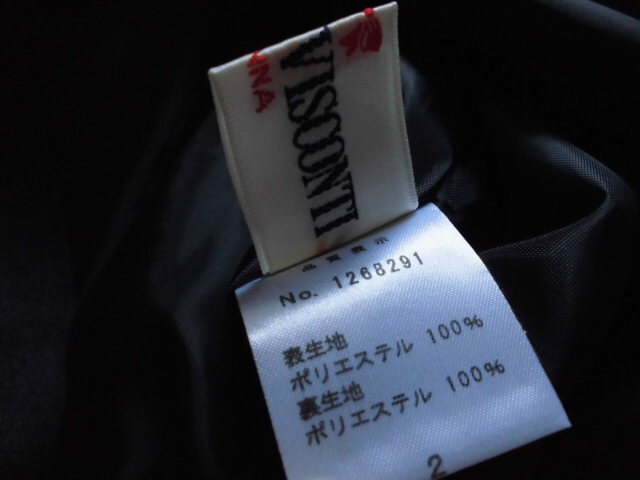 VISCONTI
NNA
品質表示
No. 1268291
表生地
ポリエステル 100%
裏生地
ポリエステル 100%
2